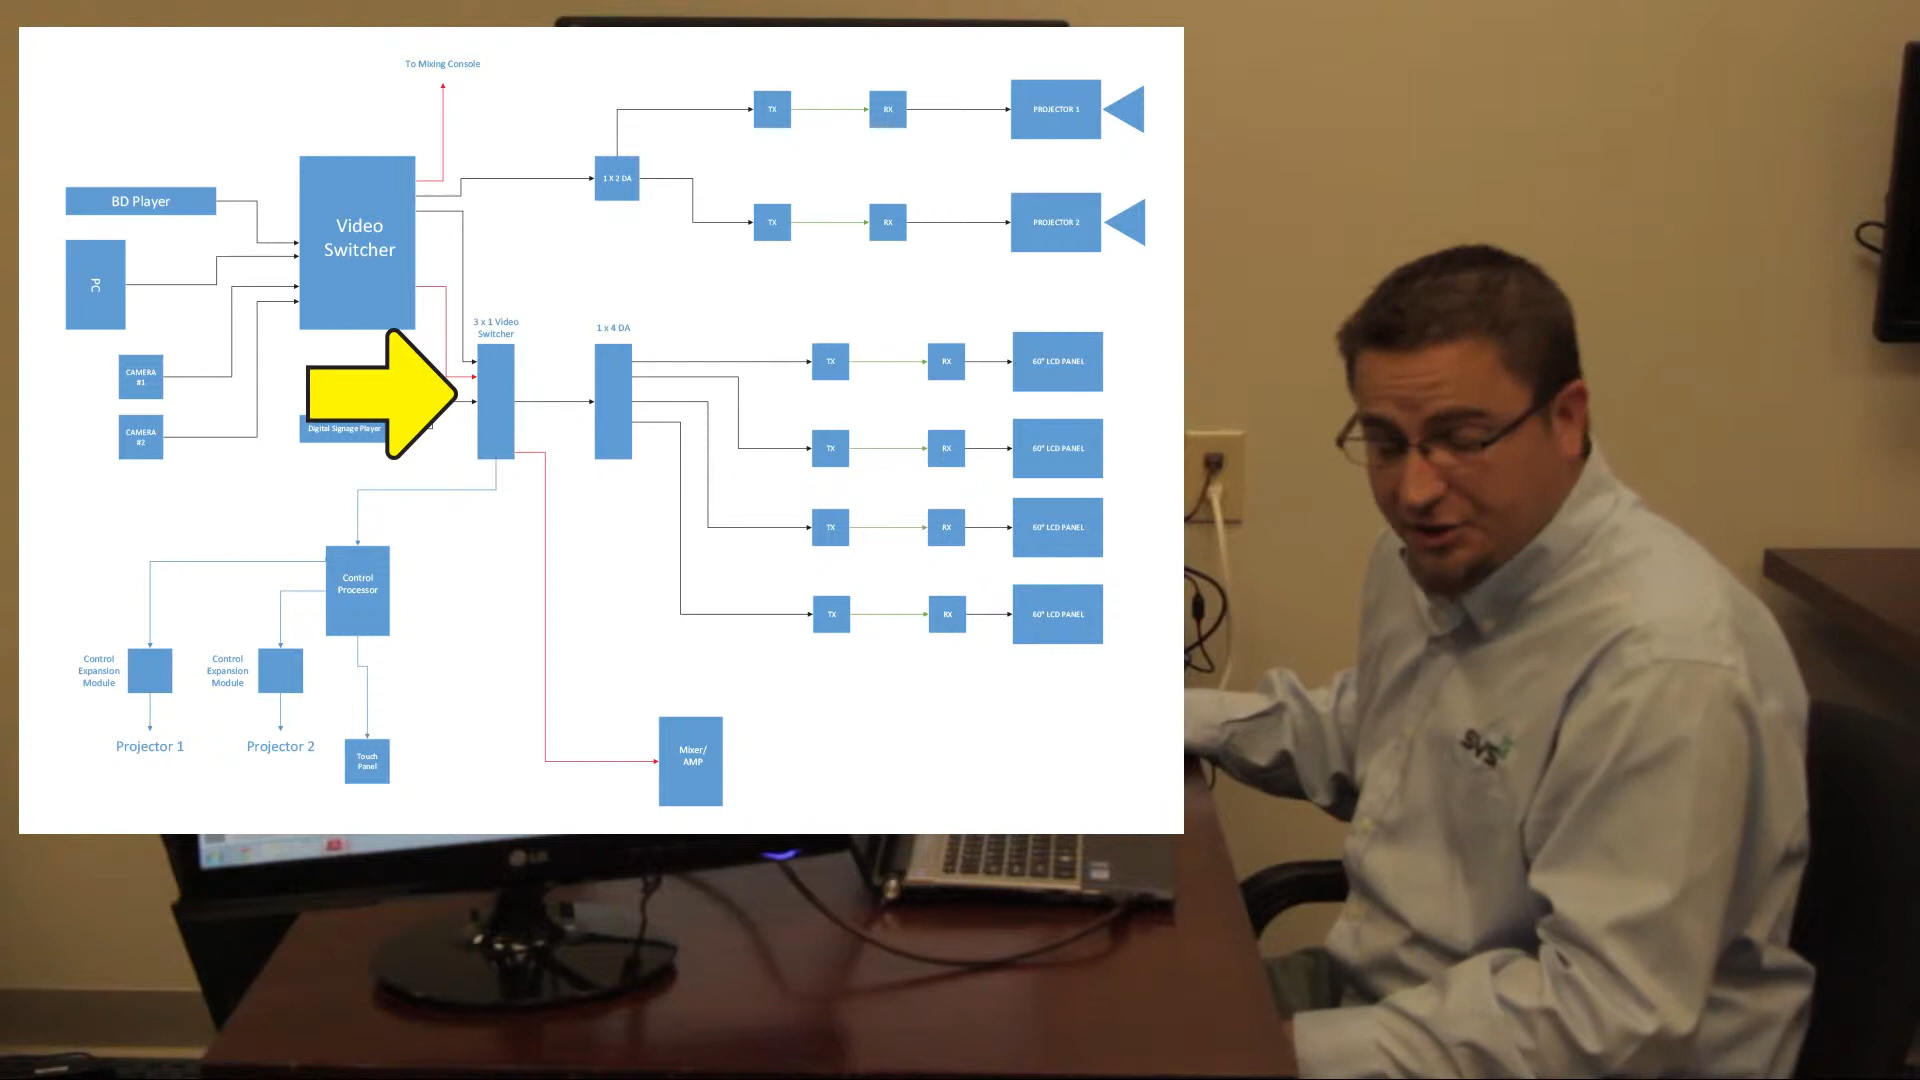 To Mixing Console
TX
RX
PROJECTOR 1
1 X 2 DA
BD Player
Video
Switcher
TX
RX
PROJECTOR 2
PC
3 x 1 Video
Switcher
1 x 4 DA
CAMERA
#1
TX
RX
60" LCD PANEL
CAMERA
#2
Digital Signage Player
TX
RX
60" LCD PANEL
TX
RX
60" LCD PANEL
Control
Processor
TX
RX
60" LCD PANEL
Control
Expansion
Module
Control
Expansion
Module
Projector 1
Projector 2
Touch
Panel
Mixer/
AMP
SVS
LG